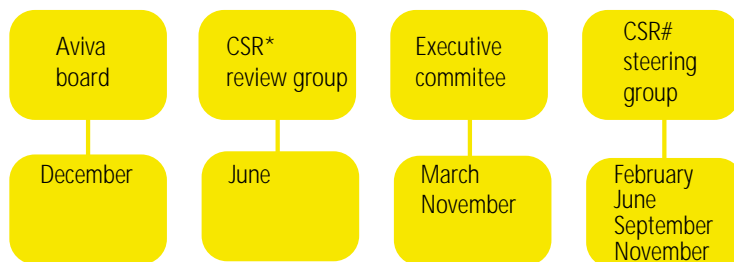 Aviva
board
CSR*
review group
Executive
commitee
CSR#
steering
group
December
June
March
November
February
June
September
November